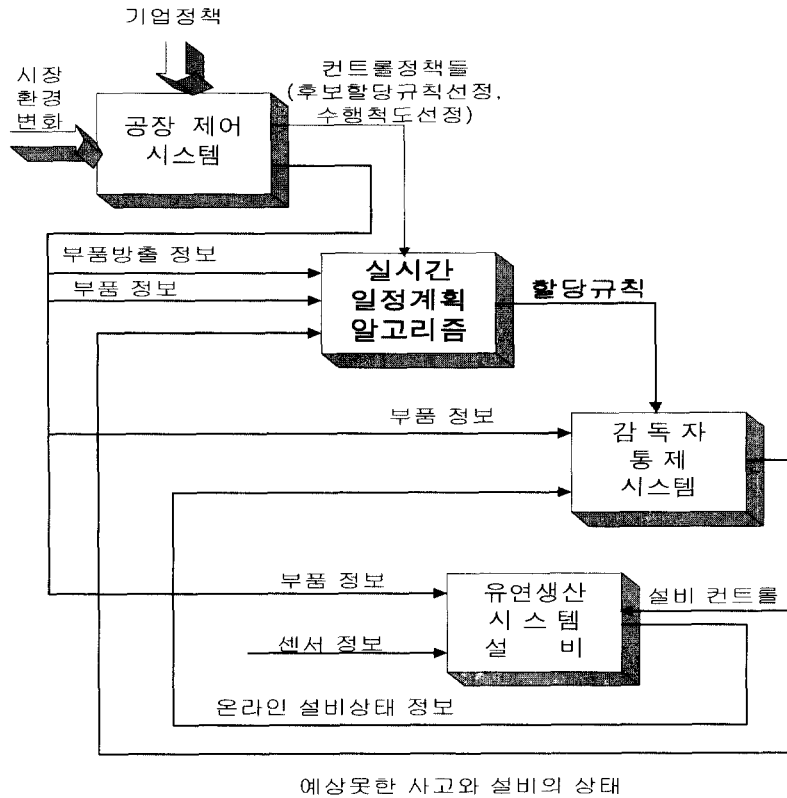 기업정책
시장
환경
변화
컨트롤정책들
(후보할당규칙선정,
수행척도선정)
공장 제어
시스템
부품방출 정보
부품 정보
실시간
일정계획
알고리즘
할당규칙
부품 정보
감 독 자
통 제
시스템
부품 정보
유연생산
시 스 템
설 비
설비 컨트롤
센서 정보
온라인 설비상태 정보
예상못한 사고와 설비의 상태